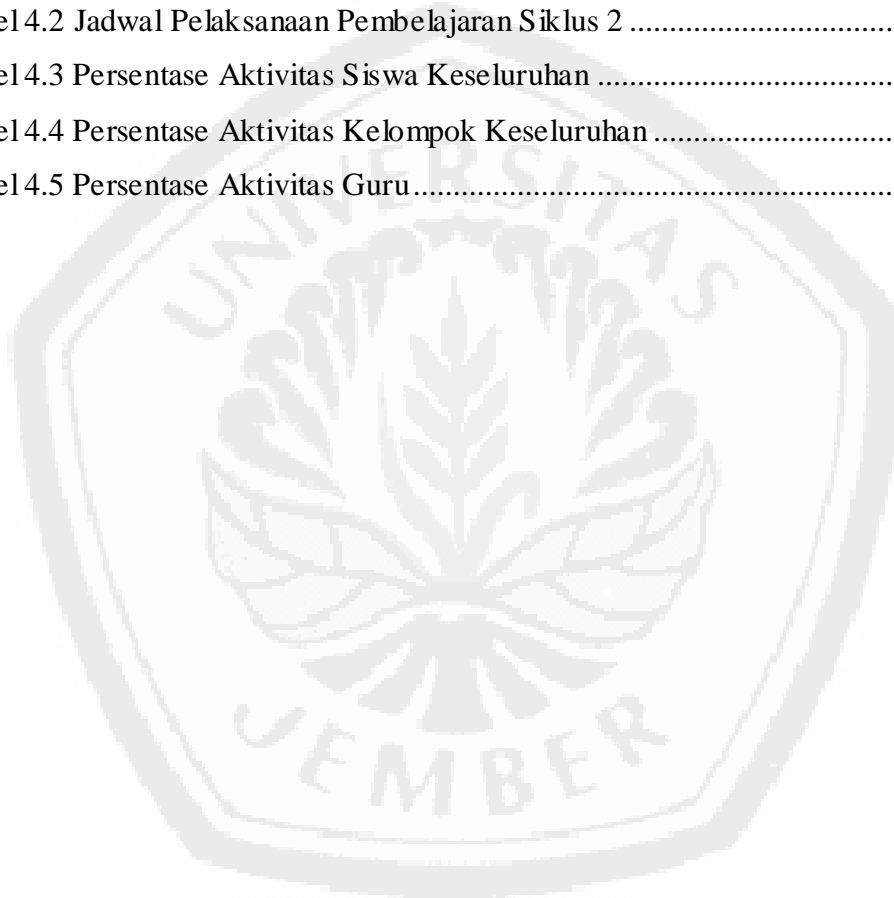 el 4.2 Jadwal Pelaksanaan Pembelajaran Siklus 2 ................................
el 4.3 Persentase Aktivitas Siswa Keseluruhan ....................................
el 4.4 Persentase Aktivitas Kelompok Keseluruhan .............................
el 4.5 Persentase Aktivitas Guru ...........................................................
UNIVERSITAS
JEMBER